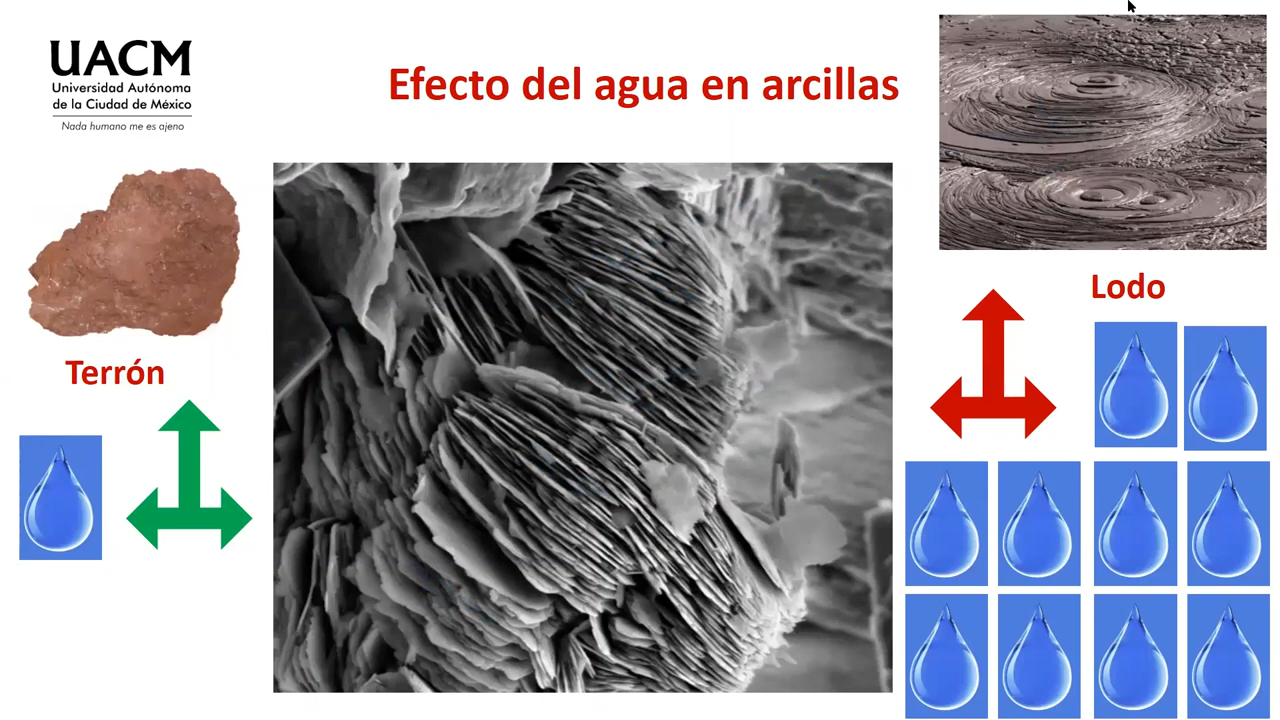 UACM
Universidad Autónoma
de la Ciudad de México
Nada humano me es ajeno
Efecto del agua en arcillas
Terrón
Lodo